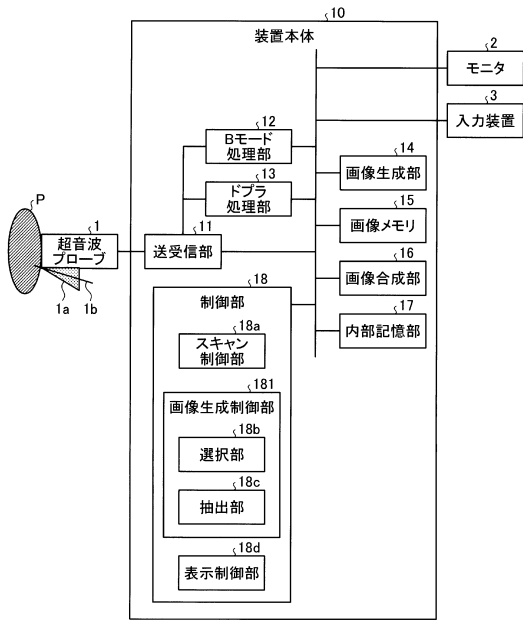 10
装置本体
2
モニタ
3
入力装置
12
Bモード
処理部
13
ドプラ
処理部
14
画像生成部
15
画像メモリ
P
1
超音波
プローブ
11
送受信部
16
画像合成部
1a
1b
17
内部記憶部
18
制御部
18a
スキャン
制御部
181
画像生成制御部
18b
選択部
18c
抽出部
18d
表示制御部